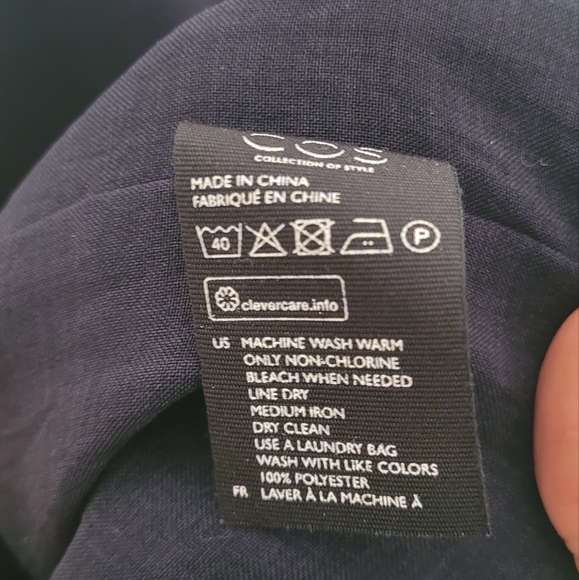 COS
COLLECTION OF STYLE
MADE IN CHINA
FABRIQUÉ EN CHINE
40 P
clevercare.info
US MACHINE WASH WARM
ONLY NON-CHLORINE
BLEACH WHEN NEEDED
LINE DRY
MEDIUM IRON
DRY CLEAN
USE A LAUNDRY BAG
WASH WITH LIKE COLORS
100% POLYESTER
FR LAVER À LA MACHINE À